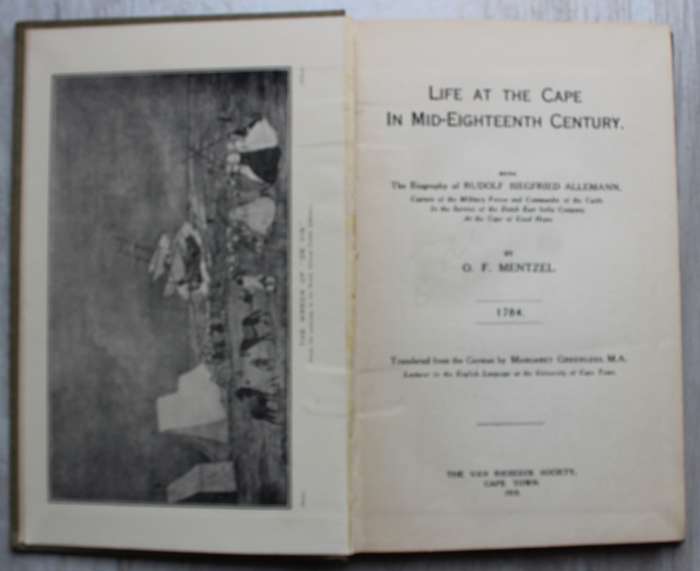 THE WRECK OF
LIFE AT THE CAPE
IN MID-EIGHTEENTH CENTURY.
BEING
The Biography of RUDOLF SIEGFRIED ALLEMANN,
Captain of the Military Forces and Commander of the Castle
In the Service of the Dutch East India Company
At the Cape of Good Hope.
BY
O. F. MENTZEL.
1784.
Translated from the German by MARGARET GREENLEES, M.A.
Lecturer in the English Language at the University of Cape Town.
THE VAN RIEBEECK SOCIETY,
CAPE TOWN.